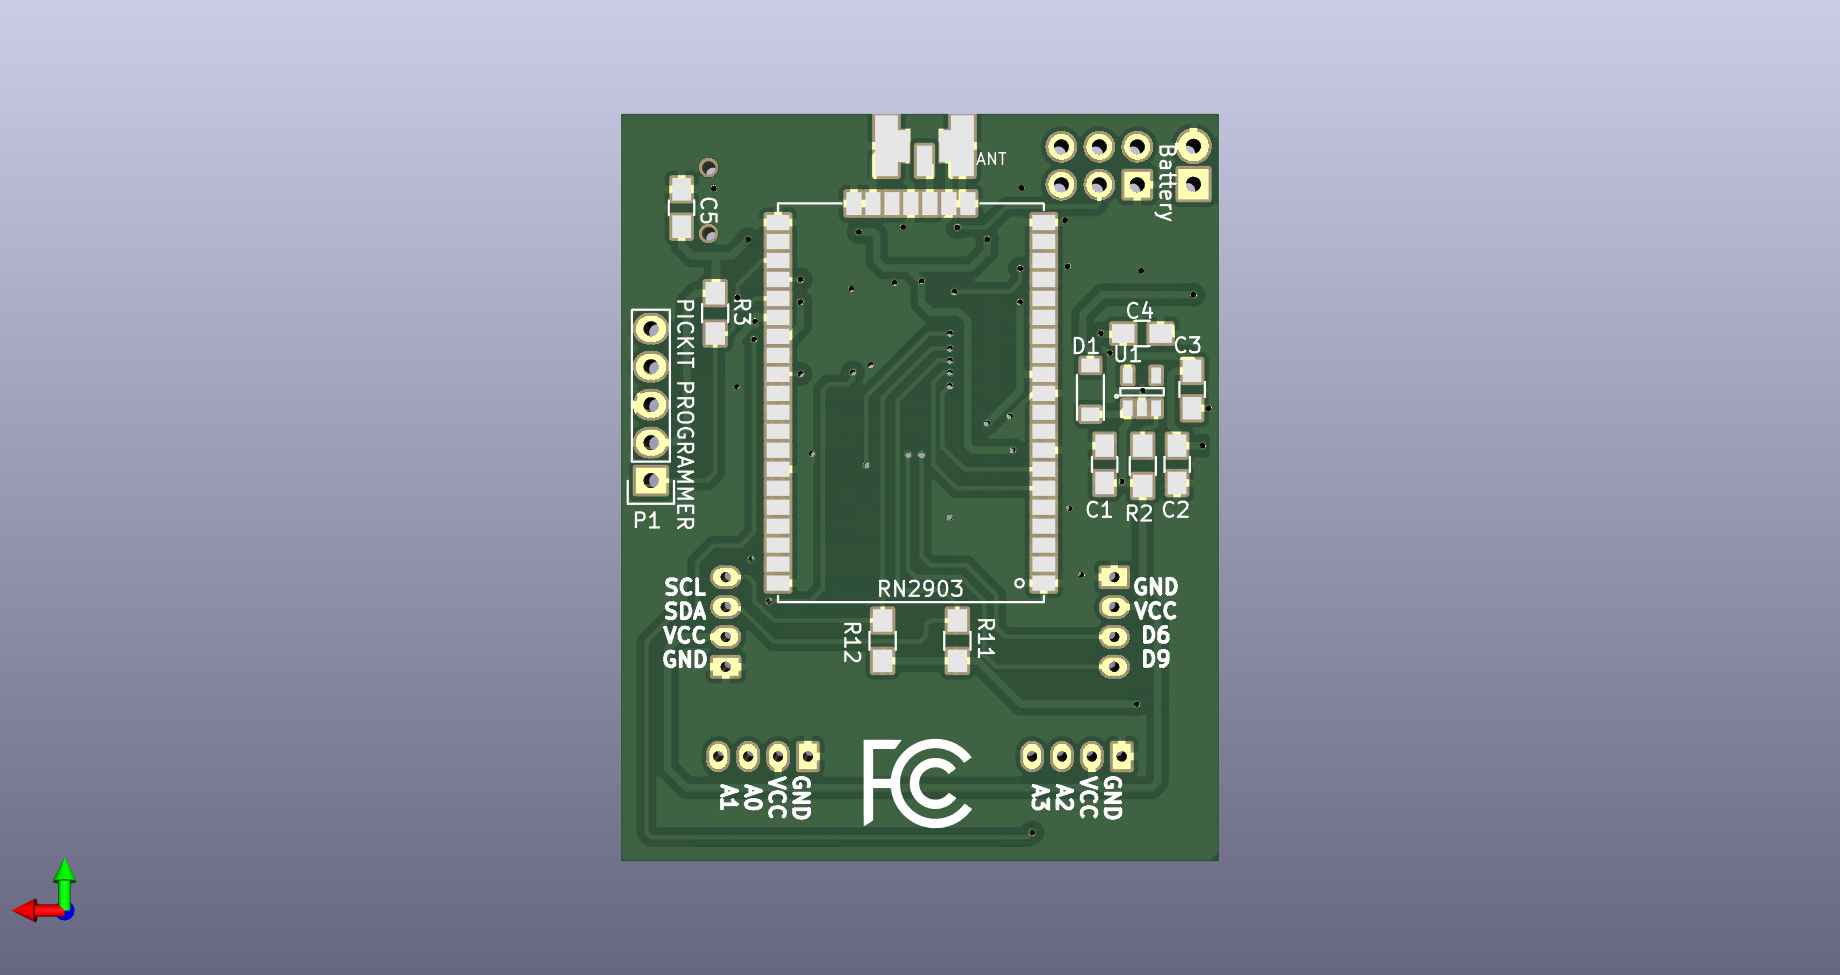 ANT
Battery
C5
R3
PICKIT PROGRAMMER
P1
C4
D1
U1
C3
C1
R2
C2
RN2903
SCL
SDA
VCC
GND
GND
VCC
D6
D9
R12
R11
A1
A0
VCC
GND
FC
A3
A2
VCC
GND